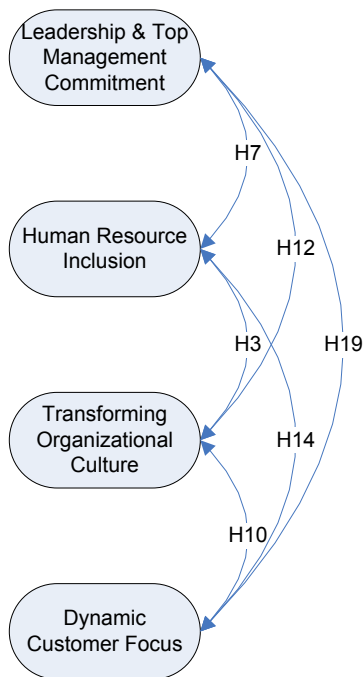 Leadership & Top
Management
Commitment
H7
Human Resource
Inclusion
H12
H3
H19
Transforming
Organizational
Culture
H14
H10
Dynamic
Customer Focus